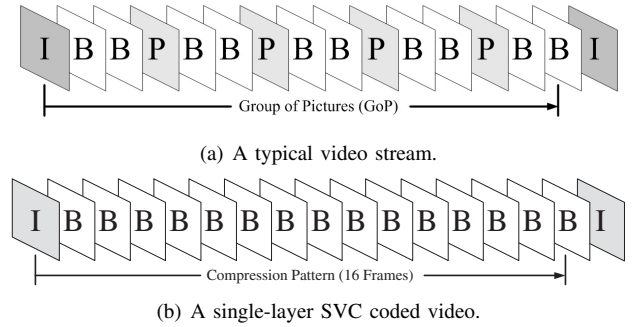 I B B P B B P B B P B B P B B I
Group of Pictures (GoP)
(a) A typical video stream.
I B B B B B B B B B B B B B B B I
Compression Pattern (16 Frames)
(b) A single-layer SVC coded video.